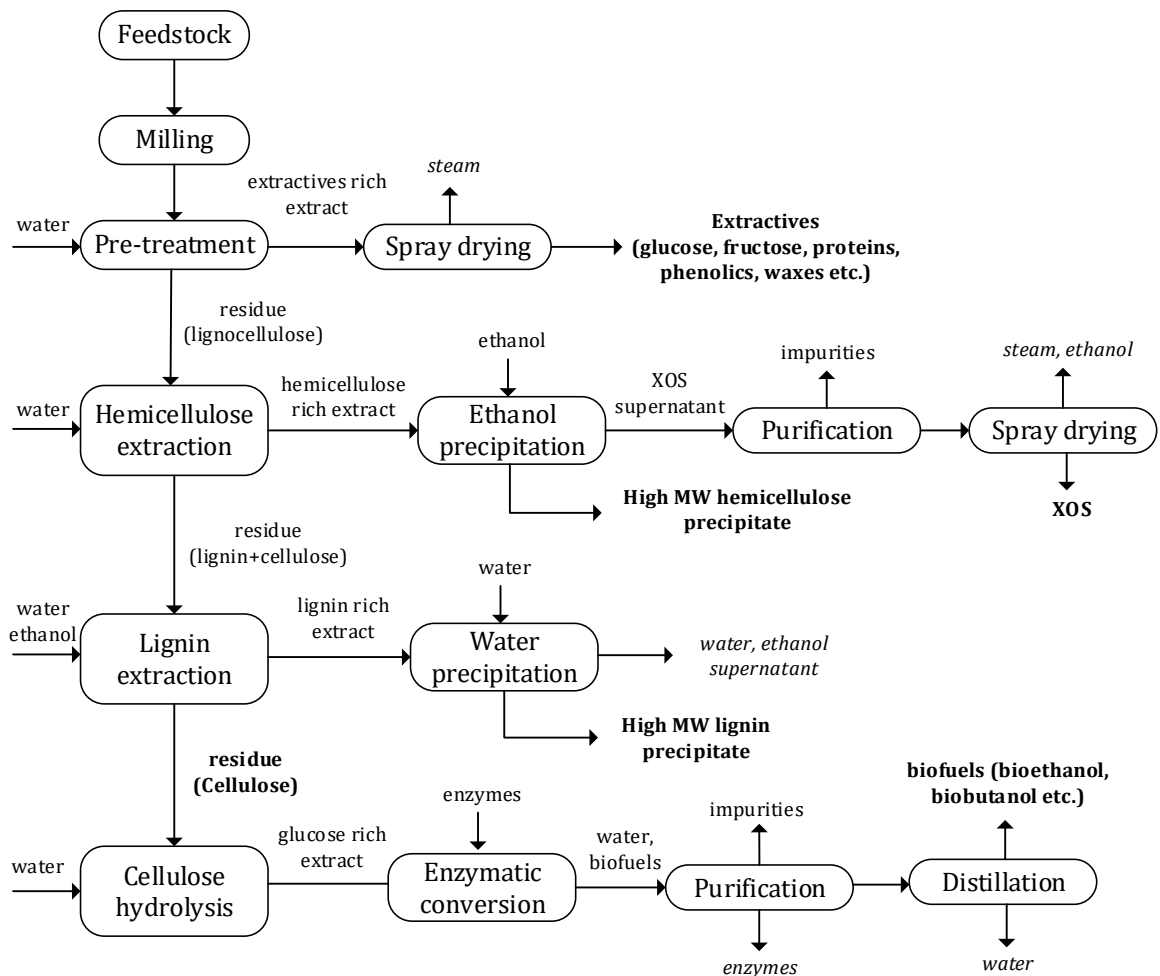 Feedstock
Milling
extractives rich
extract
steam
water
Pre-treatment
Spray drying
Extractives
(glucose, fructose, proteins,
phenolics, waxes etc.)
residue
(lignocellulose)
ethanol
impurities
steam, ethanol
water
Hemicellulose
extraction
hemicellulose
rich extract
Ethanol
precipitation
XOS
supernatant
Purification
Spray drying
High MW hemicellulose
precipitate
XOS
residue
(lignin+cellulose)
water
water
ethanol
Lignin
extraction
lignin rich
extract
Water
precipitation
water, ethanol
supernatant
High MW lignin
precipitate
residue
(Cellulose)
enzymes
impurities
biofuels (bioethanol,
biobutanol etc.)
water
Cellulose
hydrolysis
glucose rich
extract
Enzymatic
conversion
water,
biofuels
Purification
Distillation
enzymes
water